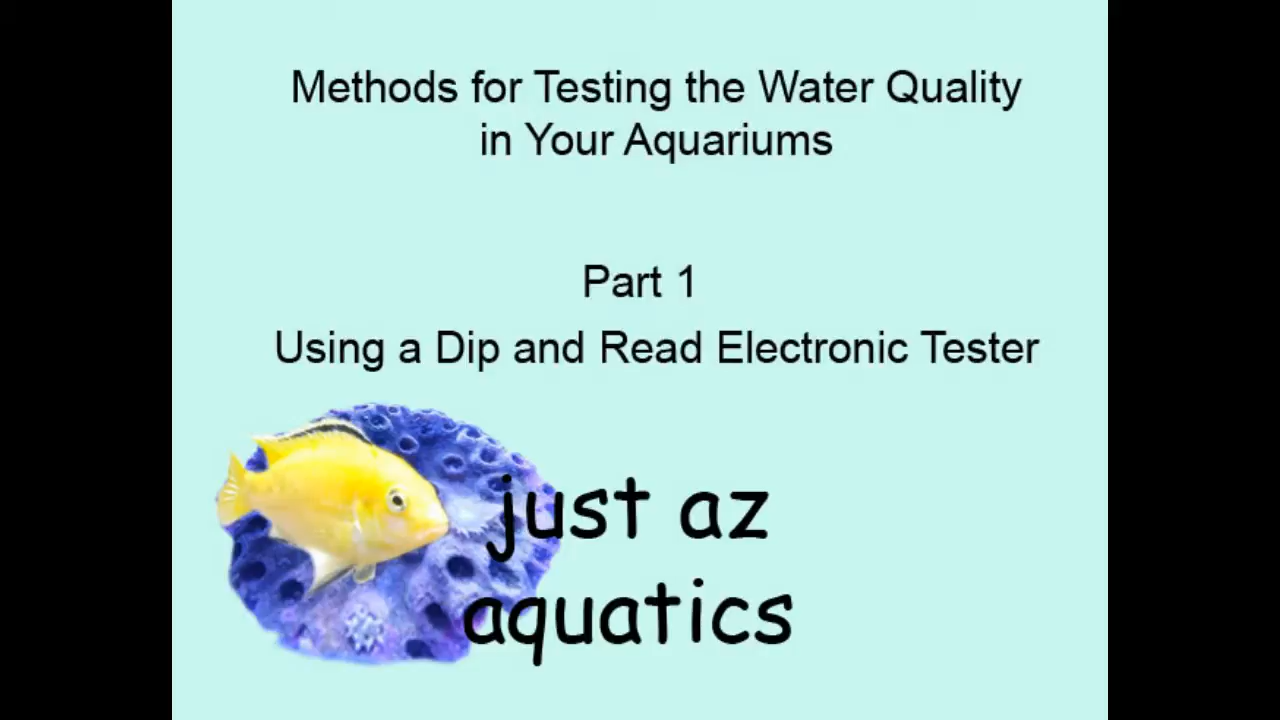 Methods for Testing the Water Quality
in Your Aquariums
Part 1
Using a Dip and Read Electronic Tester
just az
aquatics